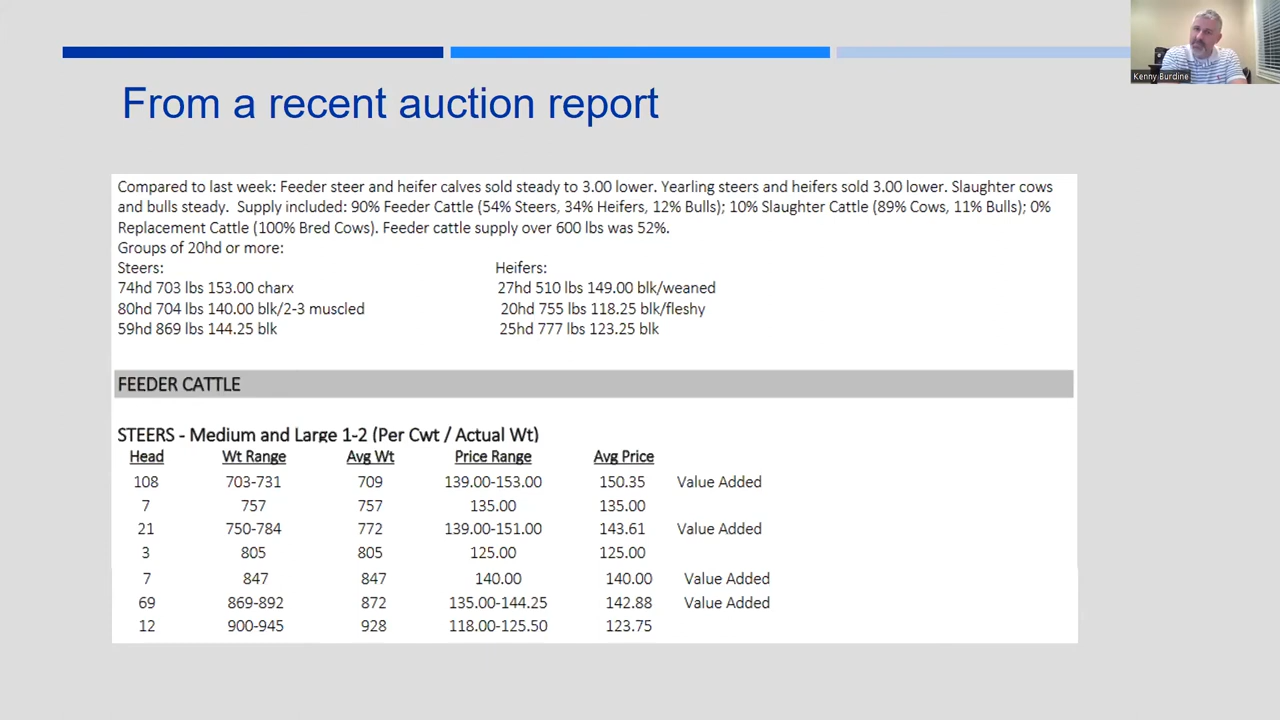 Kenny Burdine
From a recent auction report
Compared to last week: Feeder steer and heifer calves sold steady to 3.00 lower. Yearling steers and heifers sold 3.00 lower. Slaughter cows
and bulls steady. Supply included: 90% Feeder Cattle (54% Steers, 34% Heifers, 12% Bulls); 10% Slaughter Cattle (89% Cows, 11% Bulls); 0%
Replacement Cattle (100% Bred Cows). Feeder cattle supply over 600 lbs was 52%.
Groups of 20hd or more:
Steers: Heifers:
74hd 703 lbs 153.00 charx 27hd 510 lbs 149.00 blk/weaned
80hd 704 lbs 140.00 blk/2-3 muscled 20hd 755 lbs 118.25 blk/fleshy
59hd 869 lbs 144.25 blk 25hd 777 lbs 123.25 blk
FEEDER CATTLE
STEERS - Medium and Large 1-2 (Per Cwt / Actual Wt)
Head Wt Range Avg Wt Price Range Avg Price
108 703-731 709 139.00-153.00 150.35 Value Added
7 757 757 135.00 135.00
21 750-784 772 139.00-151.00 143.61 Value Added
3 805 805 125.00 125.00
7 847 847 140.00 140.00 Value Added
69 869-892 872 135.00-144.25 142.88 Value Added
12 900-945 928 118.00-125.50 123.75